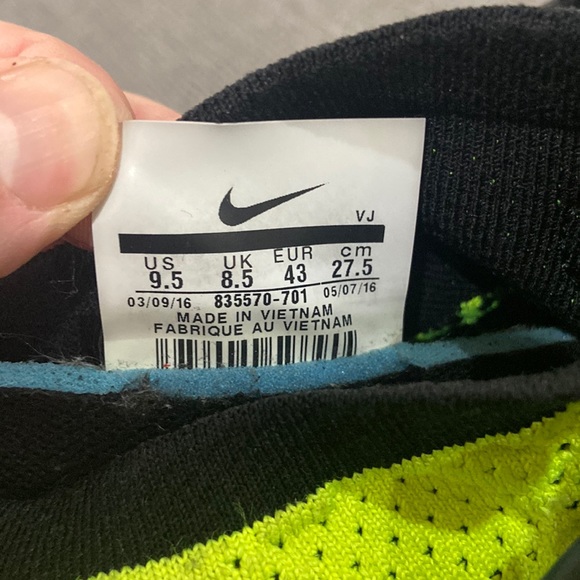 VJ
US UK EUR cm
9.5 8.5 43 27.5
03/09/16 835570-701 05/07/16
MADE IN VIETNAM
FABRIQUE AU VIETNAM